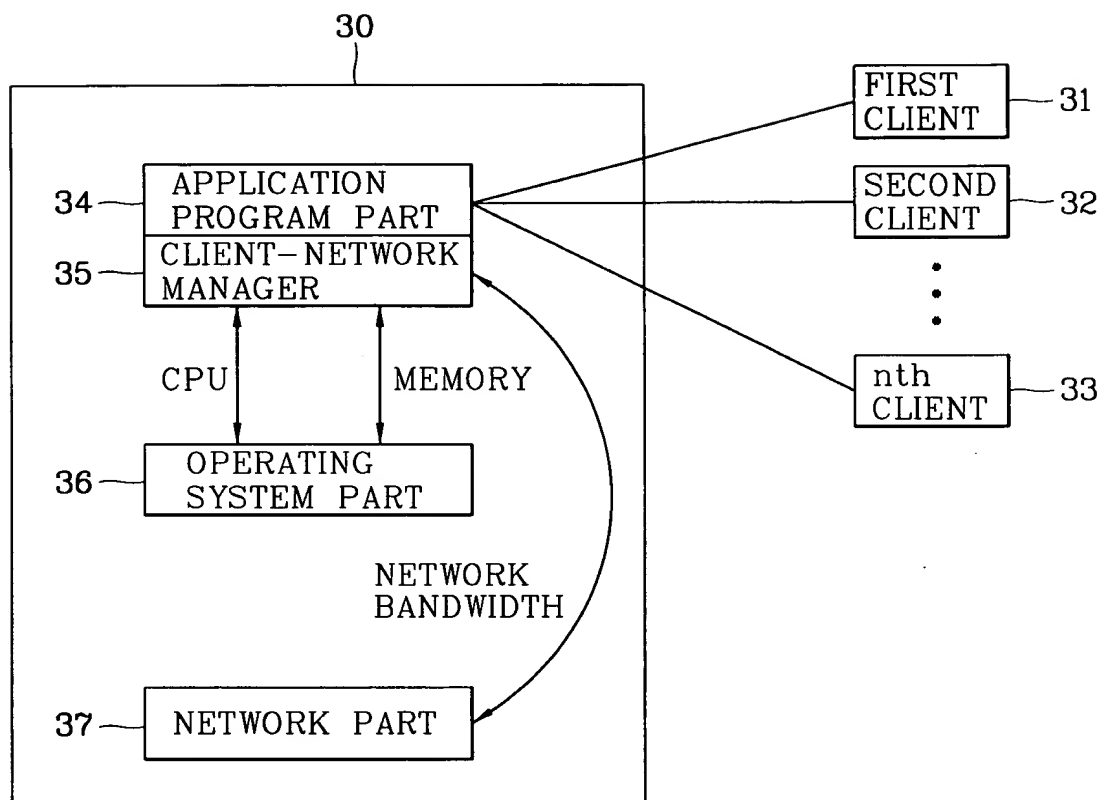 30
FIRST
CLIENT
31
34
APPLICATION
PROGRAM PART
SECOND
CLIENT
32
35
CLIENT-NETWORK
MANAGER
CPU
MEMORY
nth
CLIENT
33
36
OPERATING
SYSTEM PART
NETWORK
BANDWIDTH
37
NETWORK PART